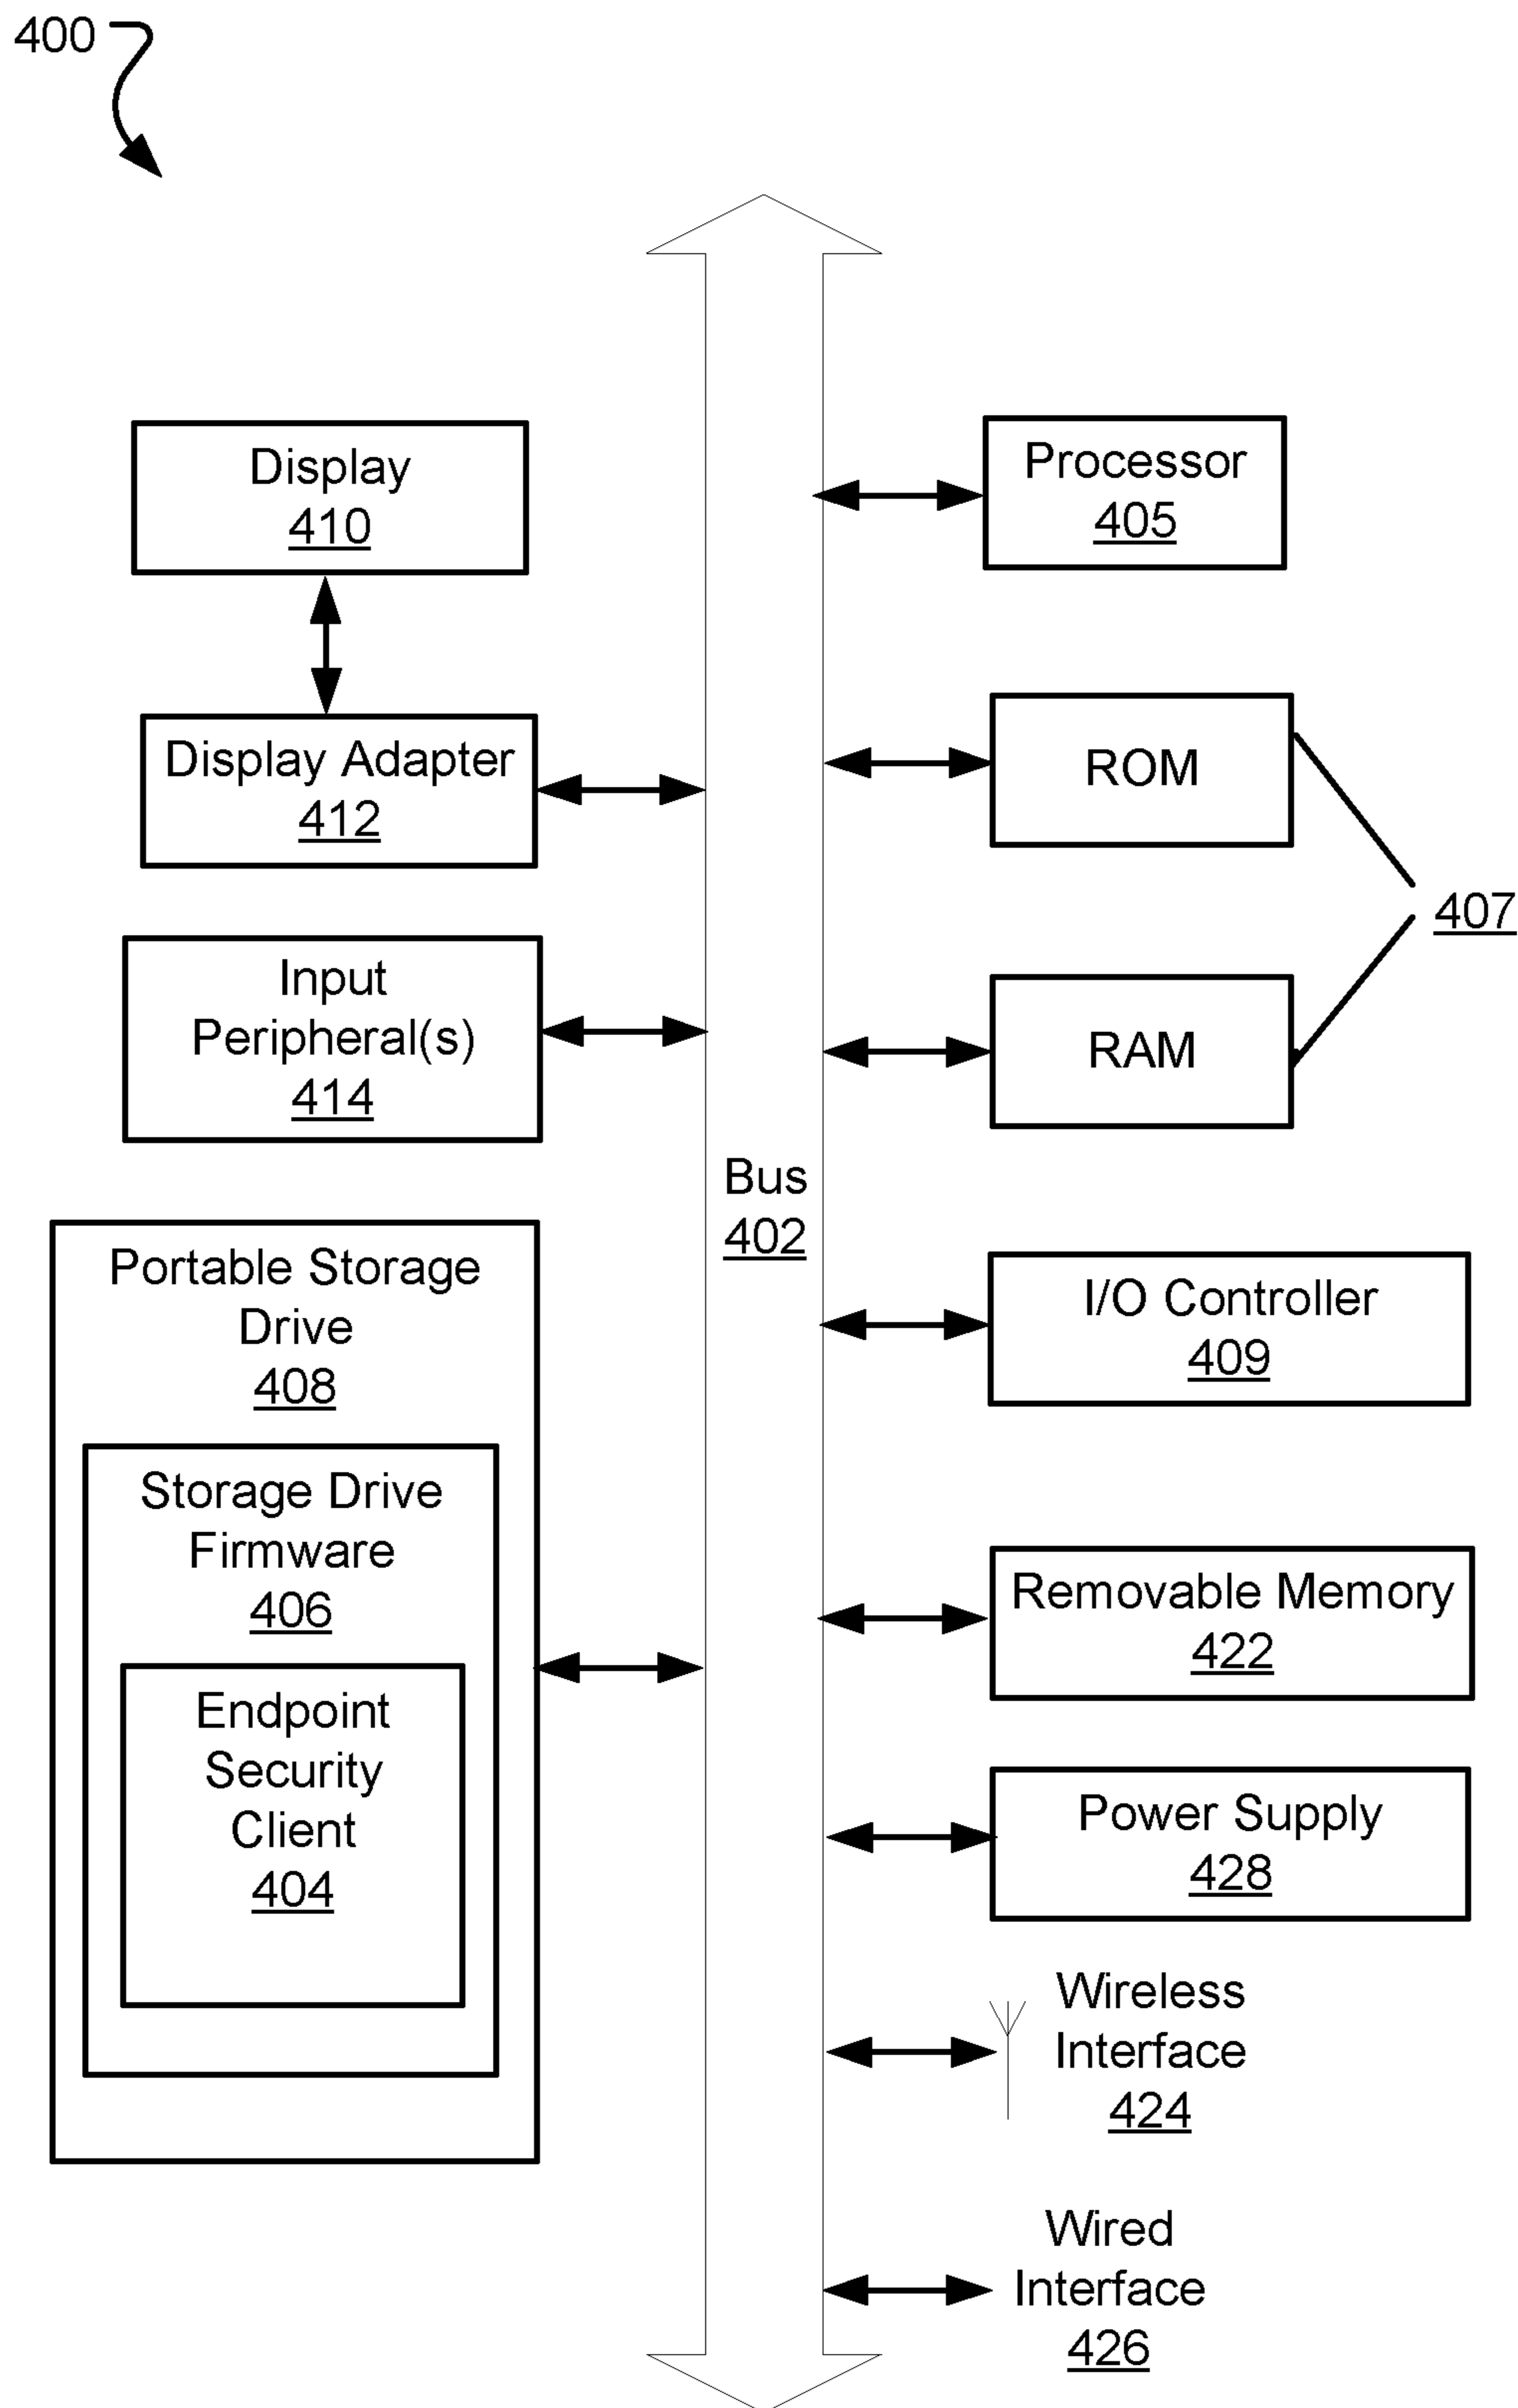 400
Display
410
Display Adapter
412
Input
Peripheral(s)
414
Portable Storage
Drive
408
Storage Drive
Firmware
406
Endpoint
Security
Client
404
Bus
402
Processor
405
ROM
RAM
407
I/O Controller
409
Removable Memory
422
Power Supply
428
Wireless
Interface
424
Wired
Interface
426